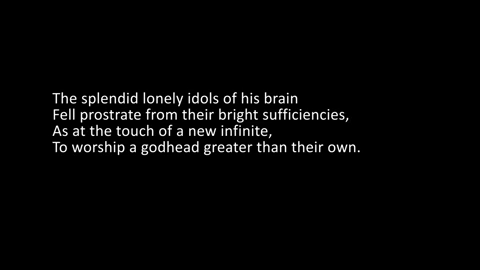 The splendid lonely idols of his brain
Fell prostrate from their bright sufficiencies,
As at the touch of a new infinite,
To worship a godhead greater than their own.